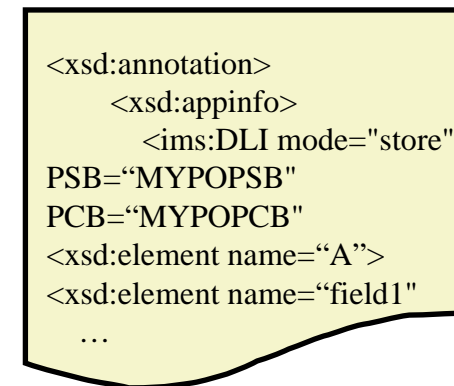 <xsd:annotation>
<xsd:appinfo>
<ims:DLI mode="store"
PSB=“MYPOPSB"
PCB=“MYPOPCB"
<xsd:element name=“A”>
<xsd:element name=“field1"
…